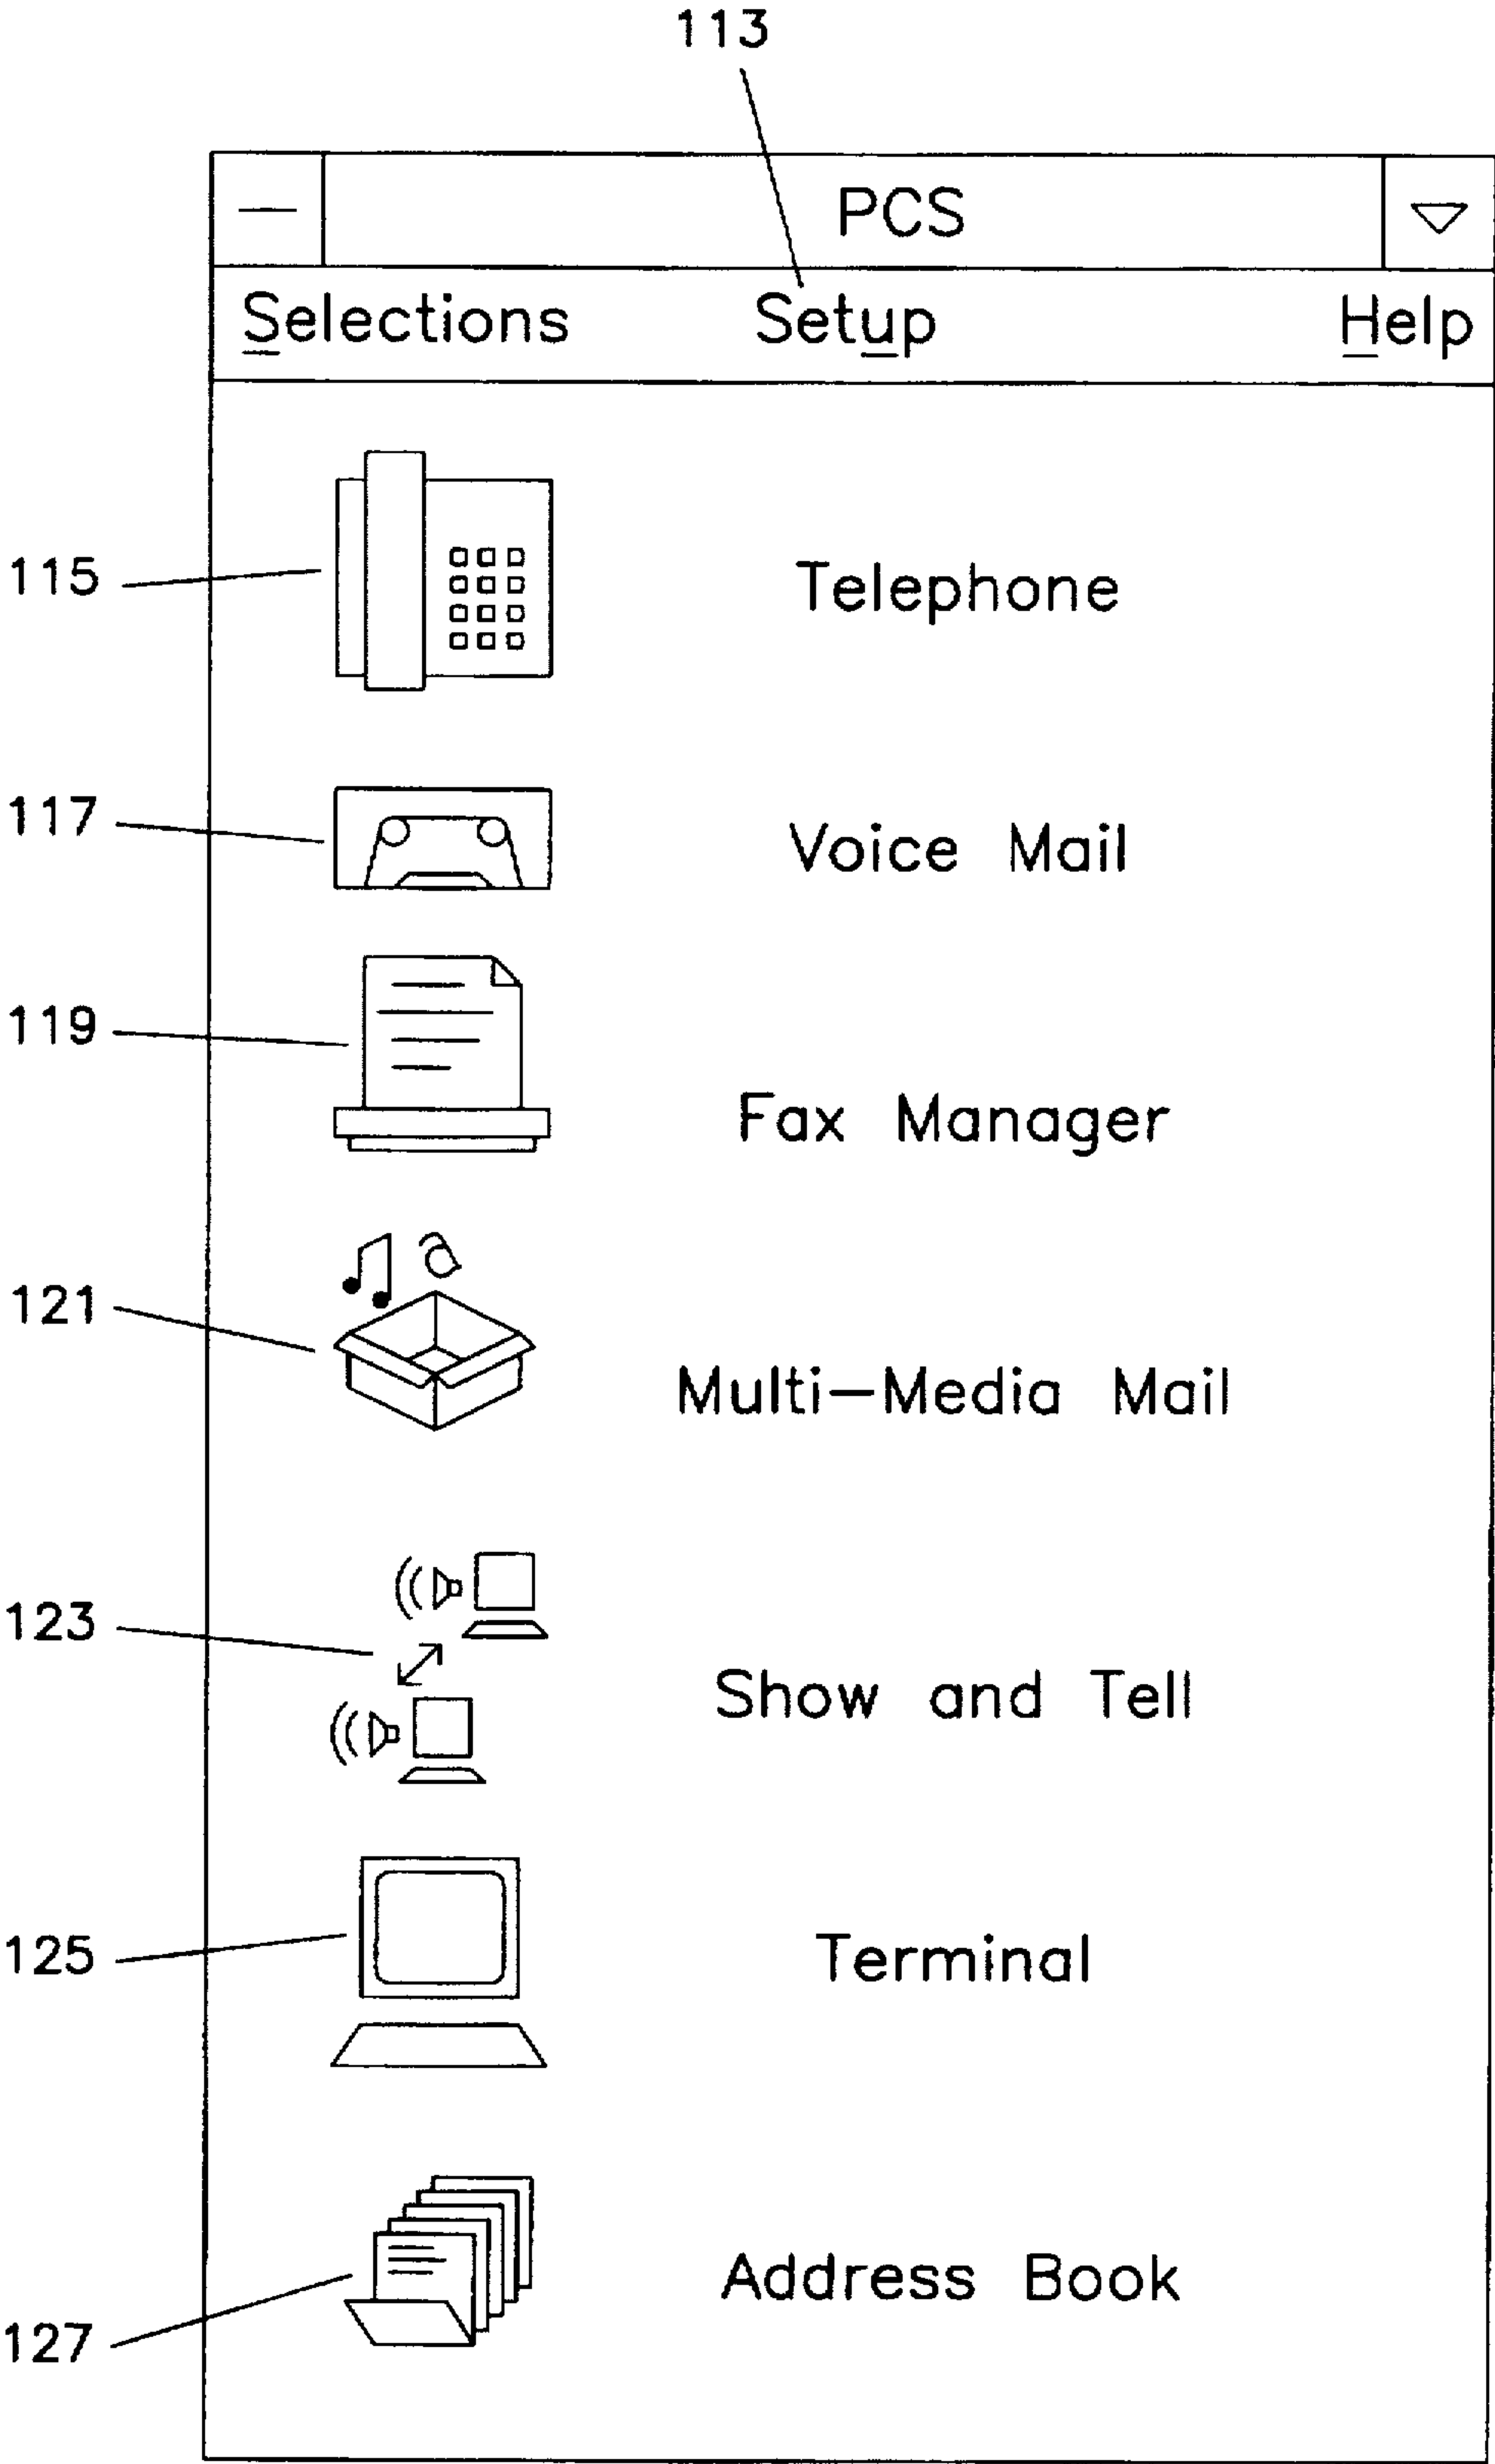 113
PCS
Selections Setup Help
115 Telephone
117 Voice Mail
119 Fax Manager
121 Multi-Media Mail
123 Show and Tell
125 Terminal
127 Address Book